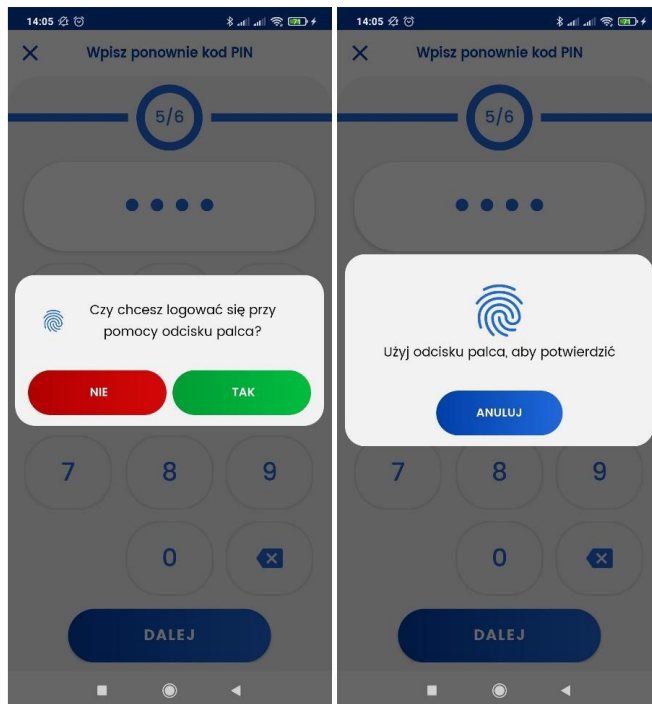 14:05
71
Wpisz ponownie kod PIN
5/6
Czy chcesz logować się przy
pomocy odcisku palca?
NIE
TAK
7
8
9
0
DALEJ
14:05
71
Wpisz ponownie kod PIN
5/6
Użyj odcisku palca, aby potwierdzić
ANULUJ
7
8
9
0
DALEJ